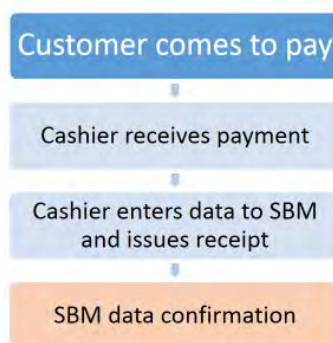 Customer comes to pay
Cashier receives payment
Cashier enters data to SBM
and issues receipt
SBM data confirmation